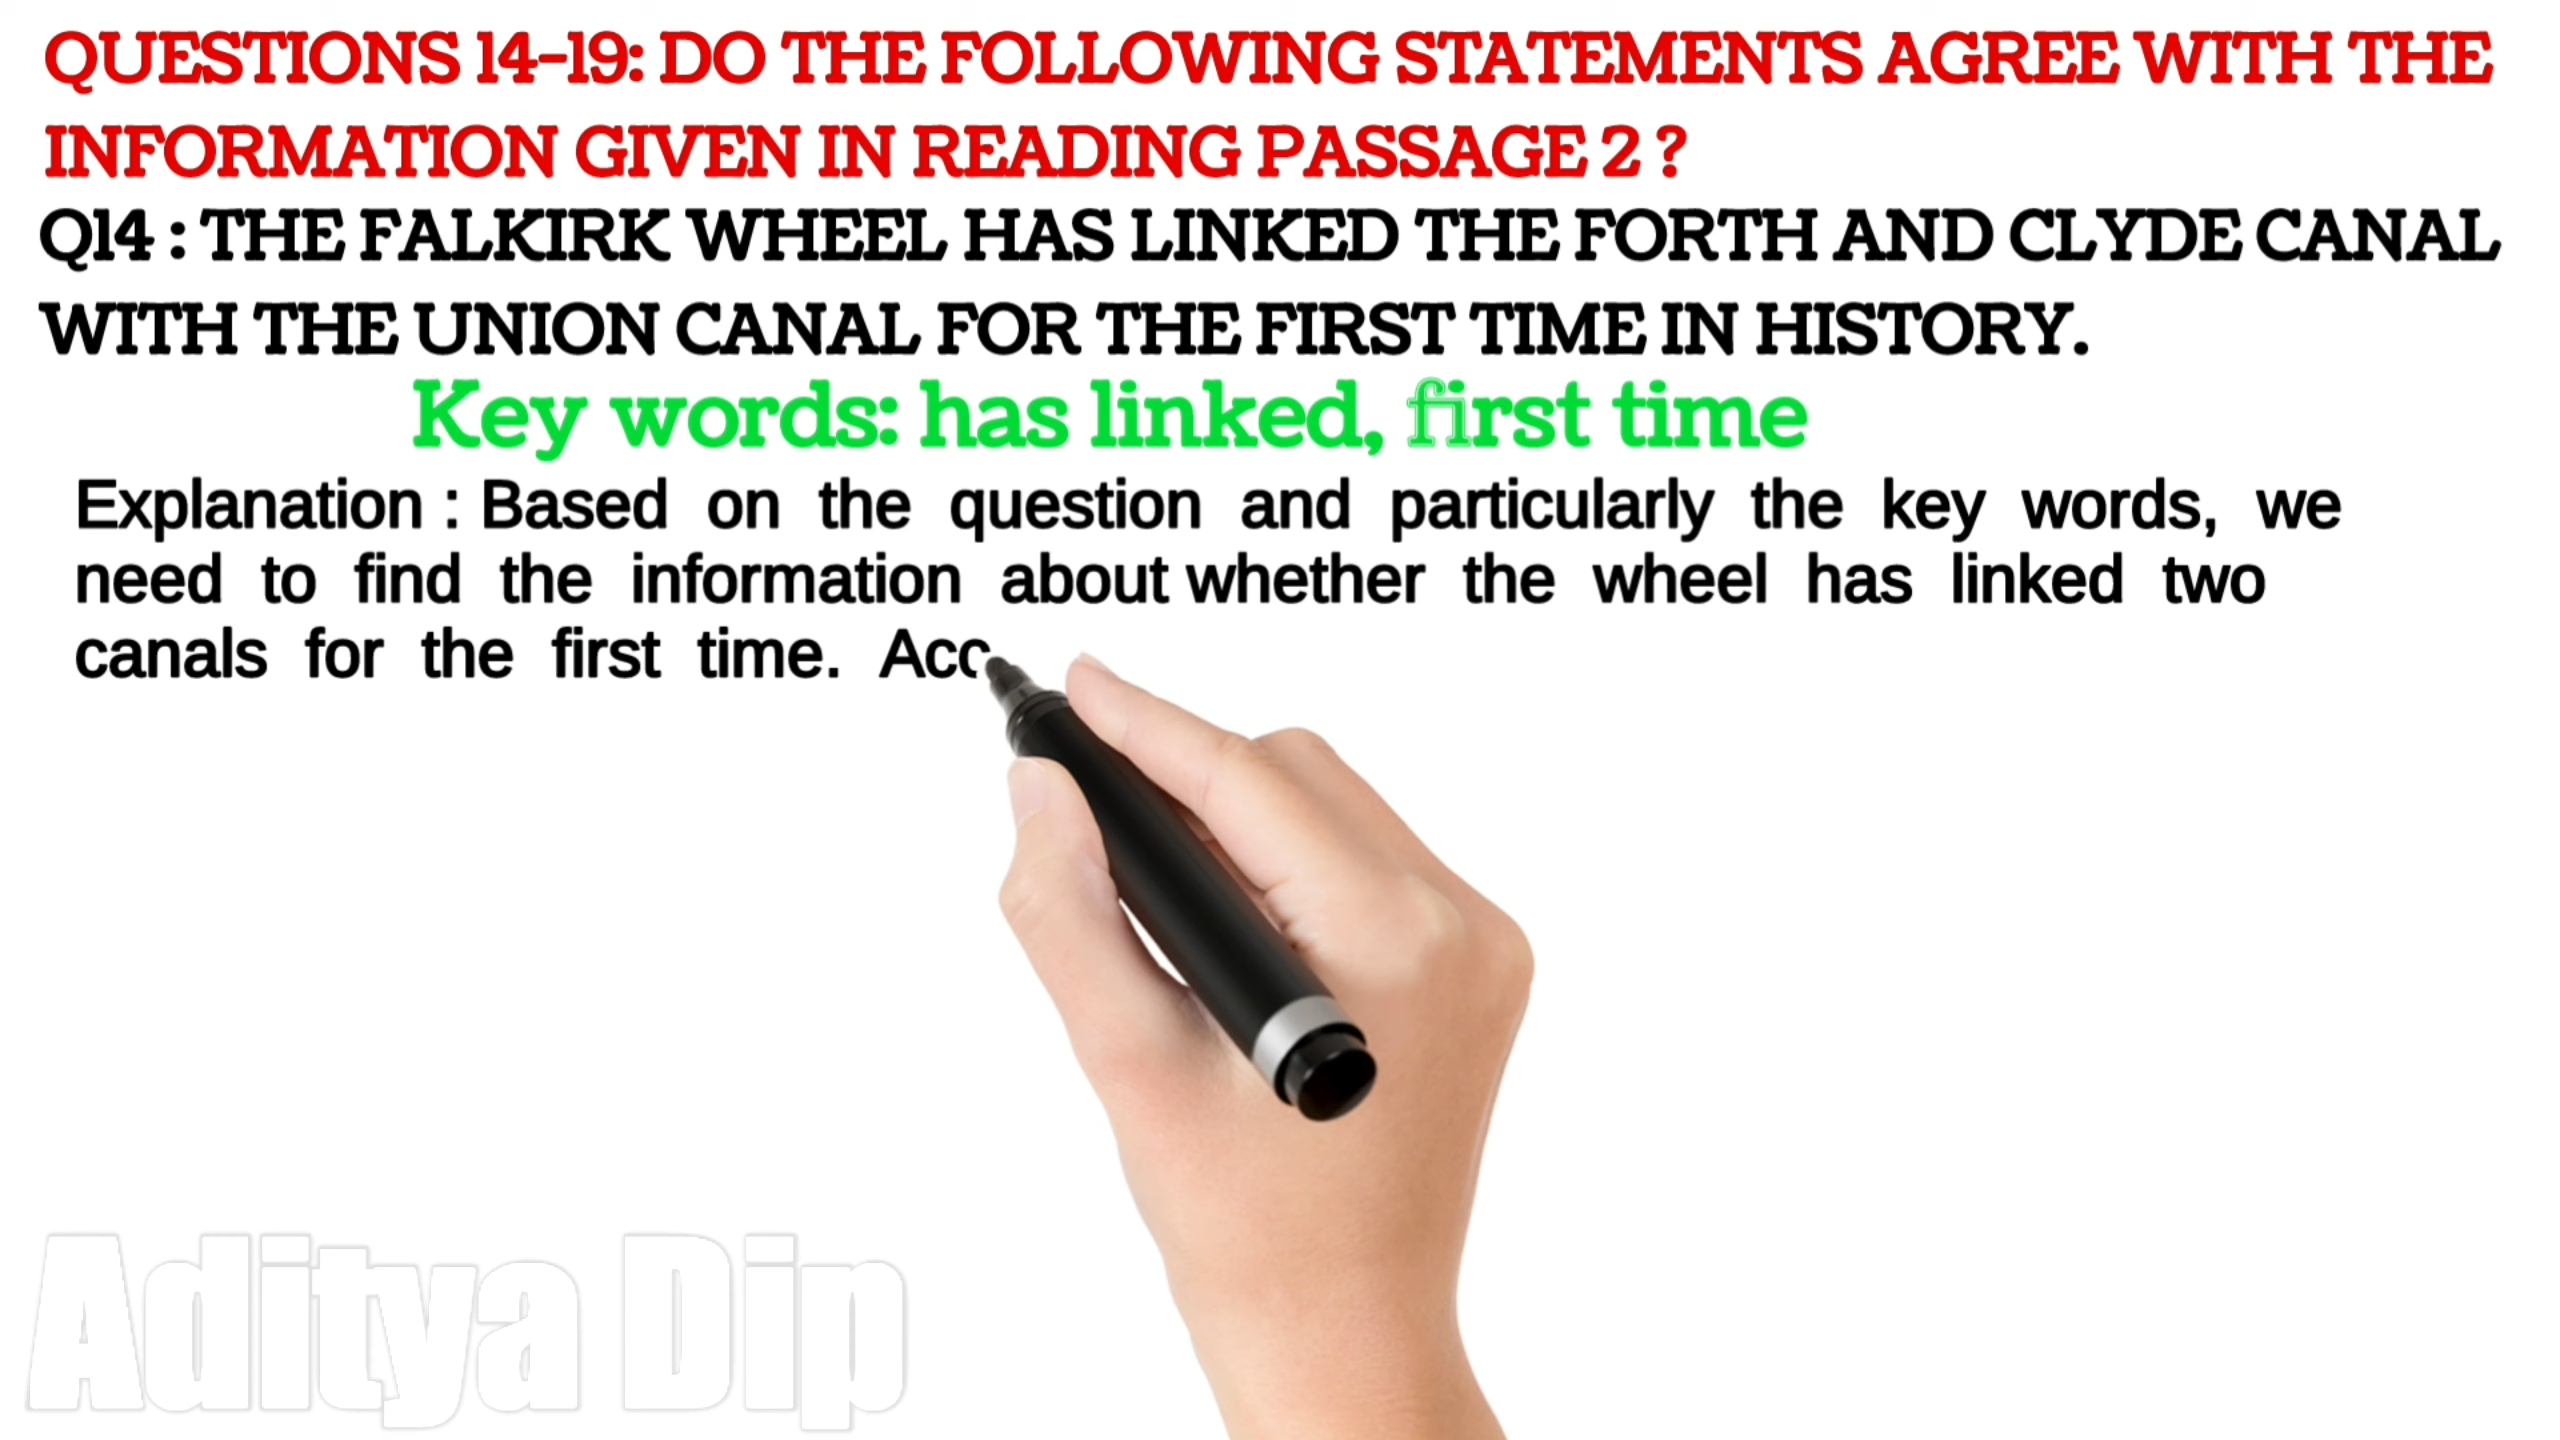 QUESTIONS 14-19: DO THE FOLLOWING STATEMENTS AGREE WITH THE
INFORMATION GIVEN IN READING PASSAGE 2 ?
Q14 : THE FALKIRK WHEEL HAS LINKED THE FORTH AND CLYDE CANAL
WITH THE UNION CANAL FOR THE FIRST TIME IN HISTORY.
Key words: has linked, first time
Explanation : Based on the question and particularly the key words, we
need to find the information about whether the wheel has linked two
canals for the first time. Acc
Aditya Dip